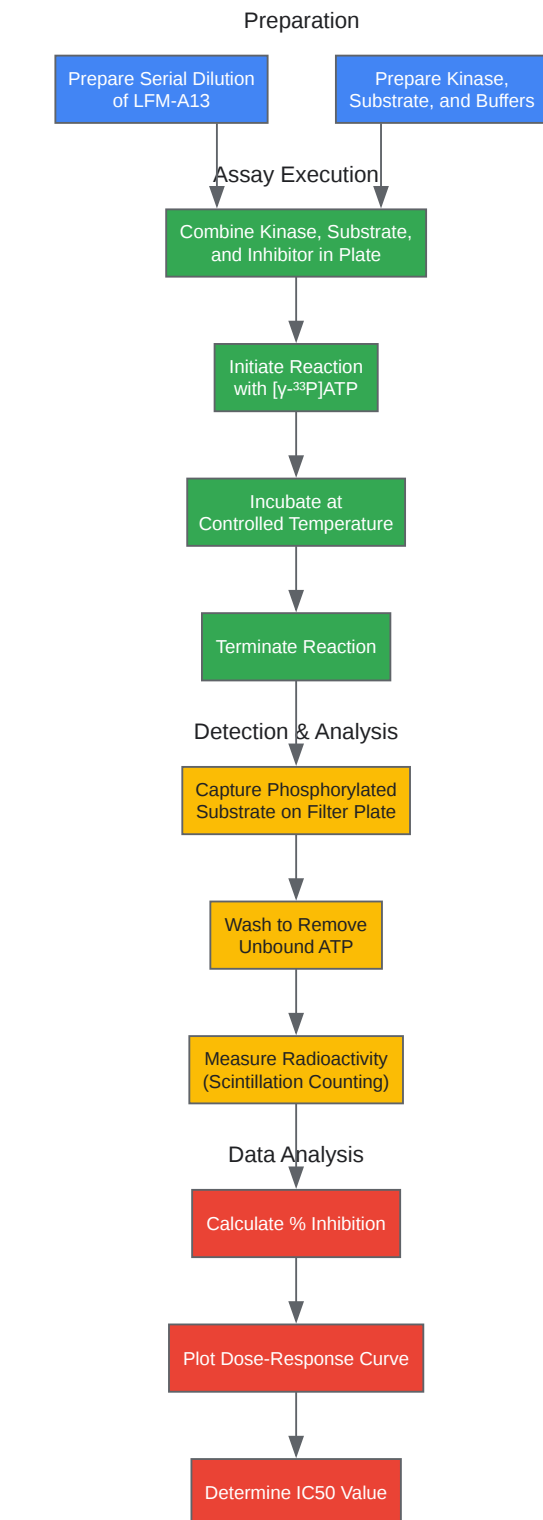 Preparation
Prepare Serial Dilution
of LFM-A13
Prepare Kinase,
Substrate, and Buffers
Assay Execution
Combine Kinase, Substrate,
and Inhibitor in Plate
Initiate Reaction
with [γ-³³P]ATP
Incubate at
Controlled Temperature
Terminate Reaction
Detection & Analysis
Capture Phosphorylated
Substrate on Filter Plate
Wash to Remove
Unbound ATP
Measure Radioactivity
(Scintillation Counting)
Data Analysis
Calculate % Inhibition
Plot Dose-Response Curve
Determine IC50 Value